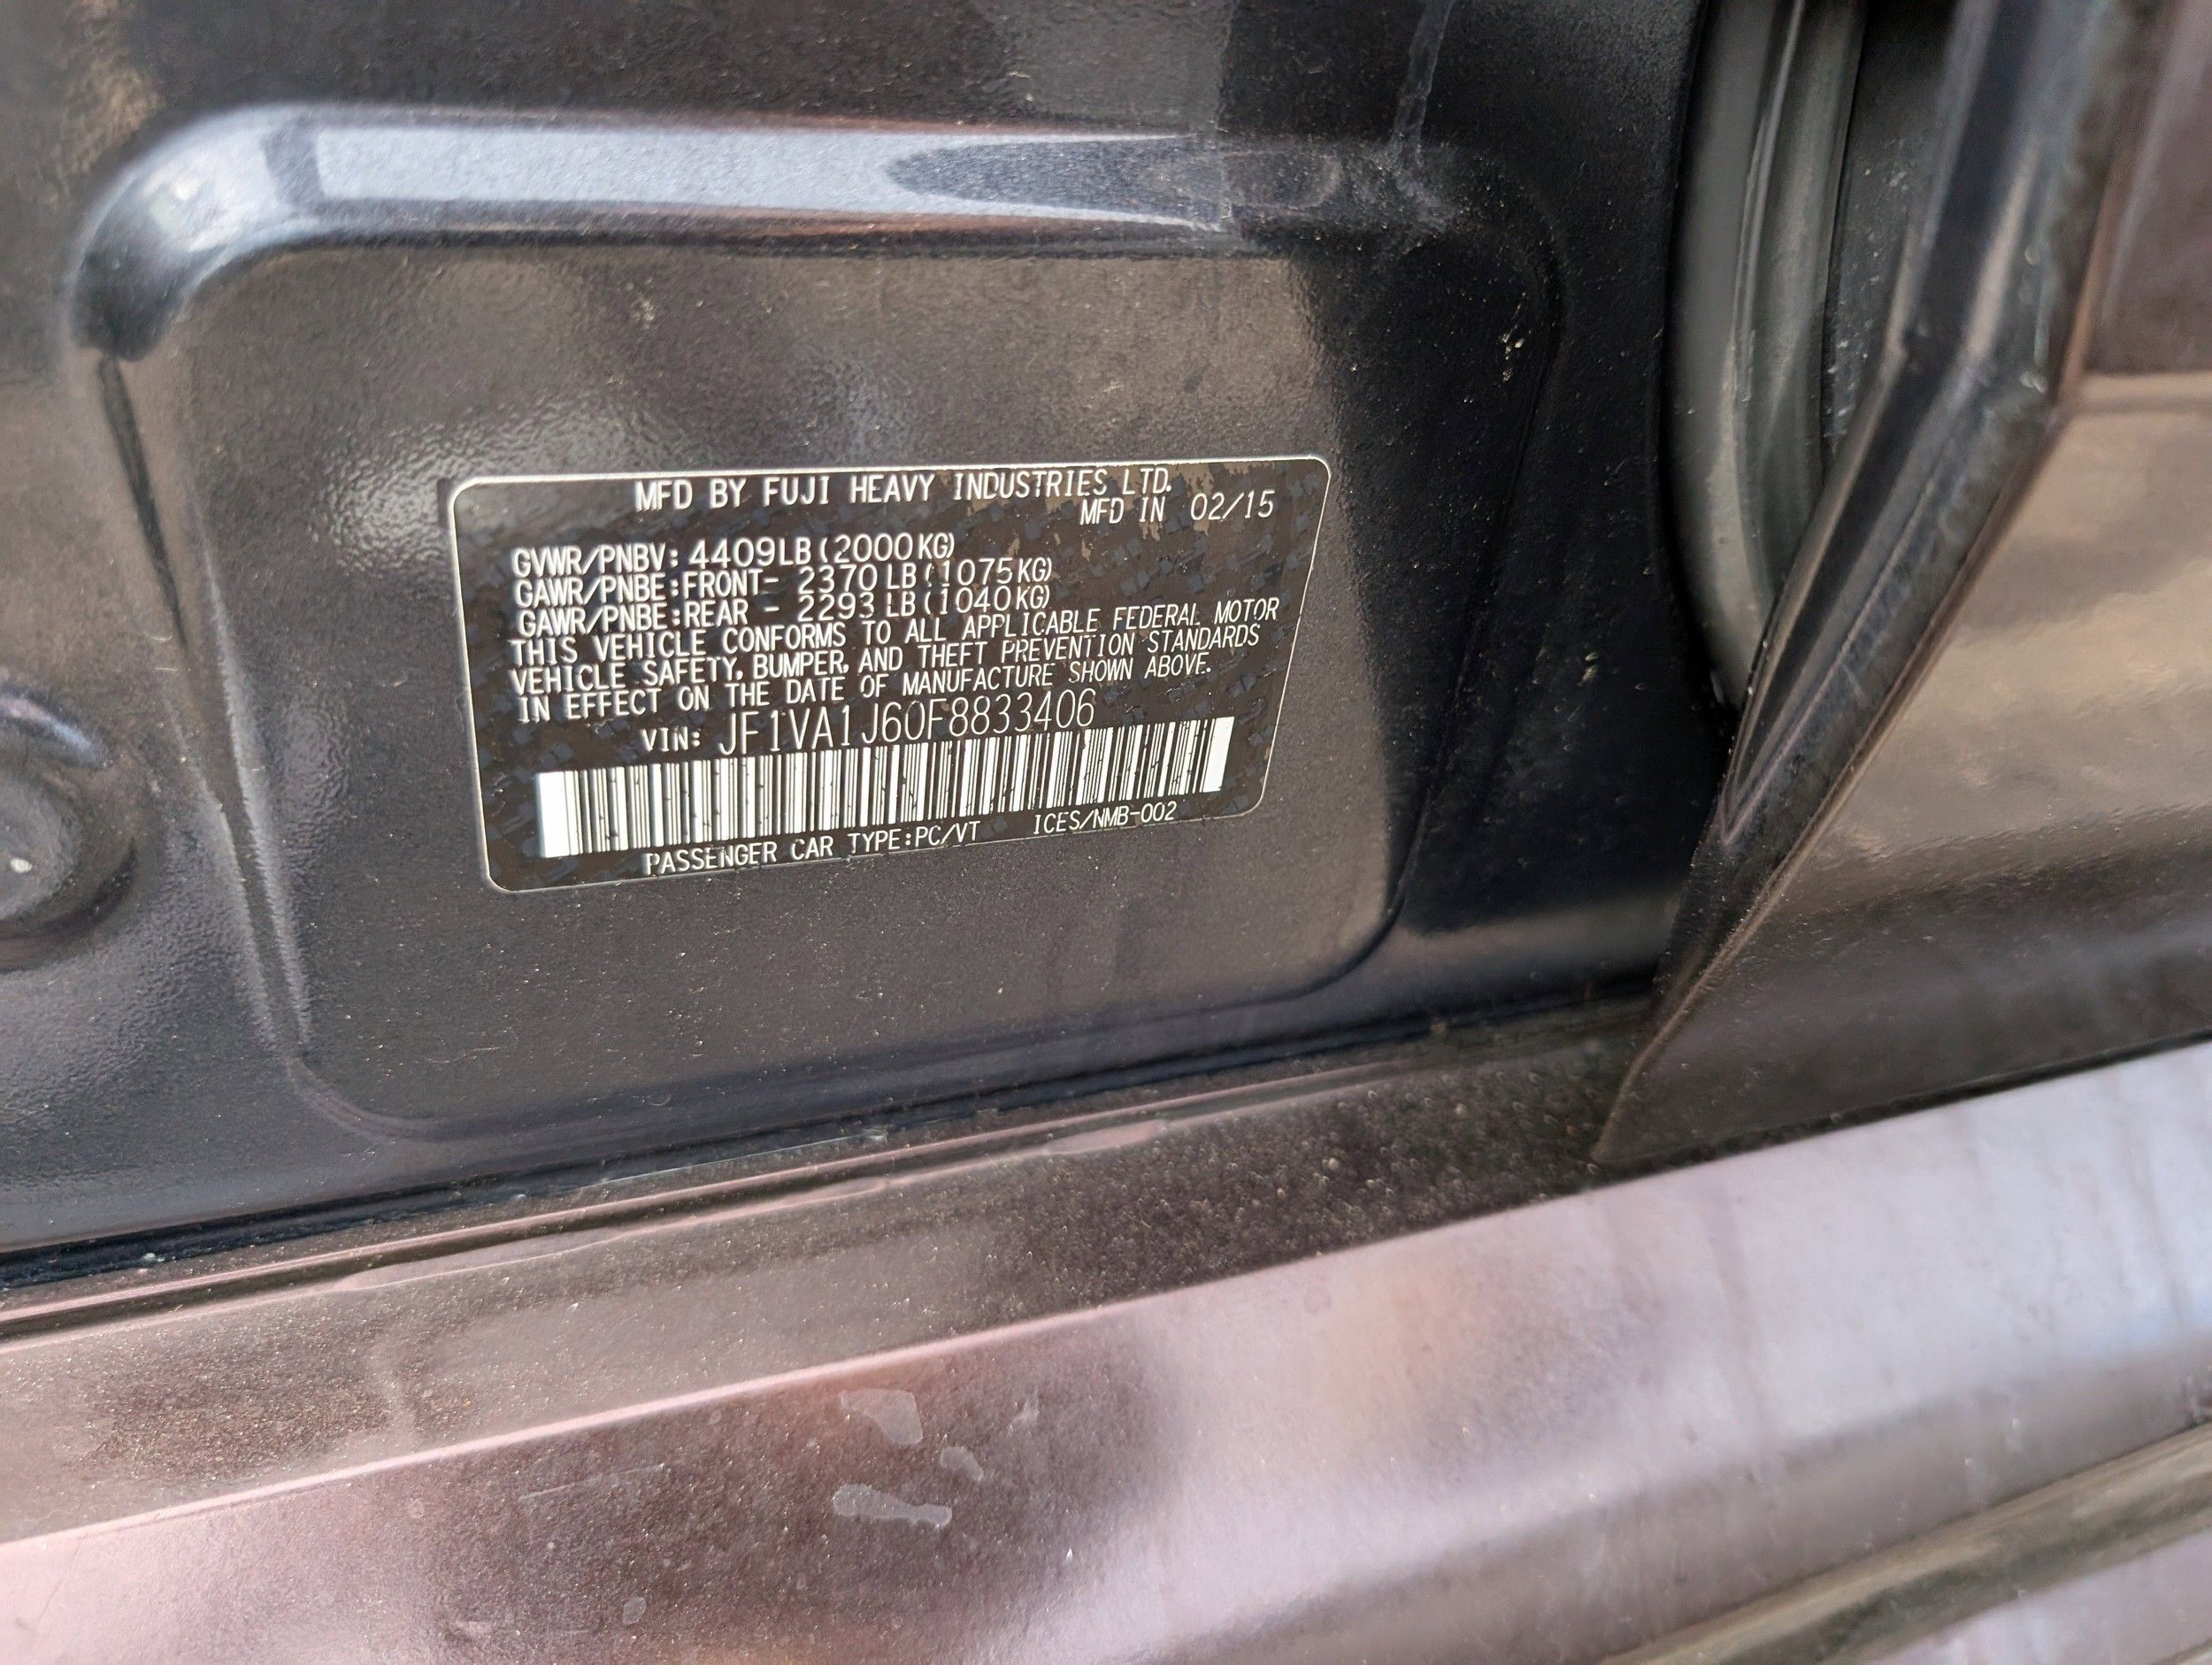 MFD BY FUJI HEAVY INDUSTRIES LTD.
MFD IN 02/15
GVWR/PNBV: 4409LB (2000KG)
GAWR/PNBE:FRONT- 2370LB (1075KG)
GAWR/PNBE:REAR - 2293LB (1040KG)
THIS VEHICLE CONFORMS TO ALL APPLICABLE FEDERAL MOTOR
VEHICLE SAFETY, BUMPER, AND THEFT PREVENTION STANDARDS
IN EFFECT ON THE DATE OF MANUFACTURE SHOWN ABOVE.
VIN: JF1VA1J60F8833406
PASSENGER CAR TYPE:PC/VT ICES/NMB-002